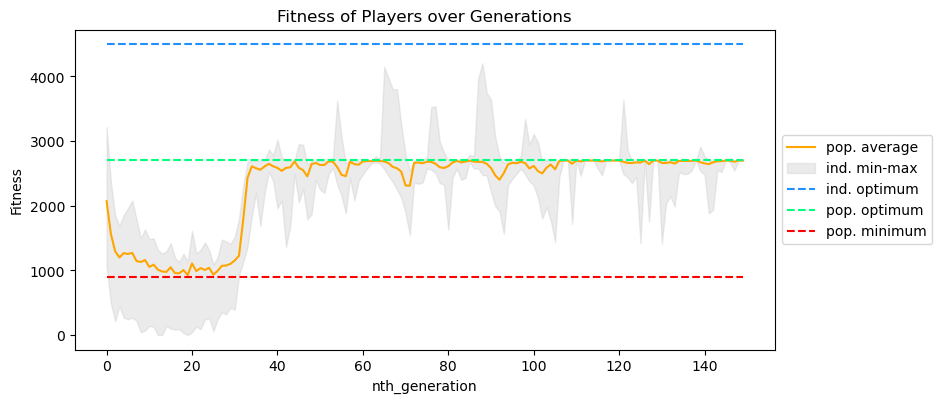 Fitness of Players over Generations
Fitness
4000
3000
2000
1000
0
0 20 40 60 80 100 120 140
nth_generation
pop. average
ind. min-max
ind. optimum
pop. optimum
pop. minimum